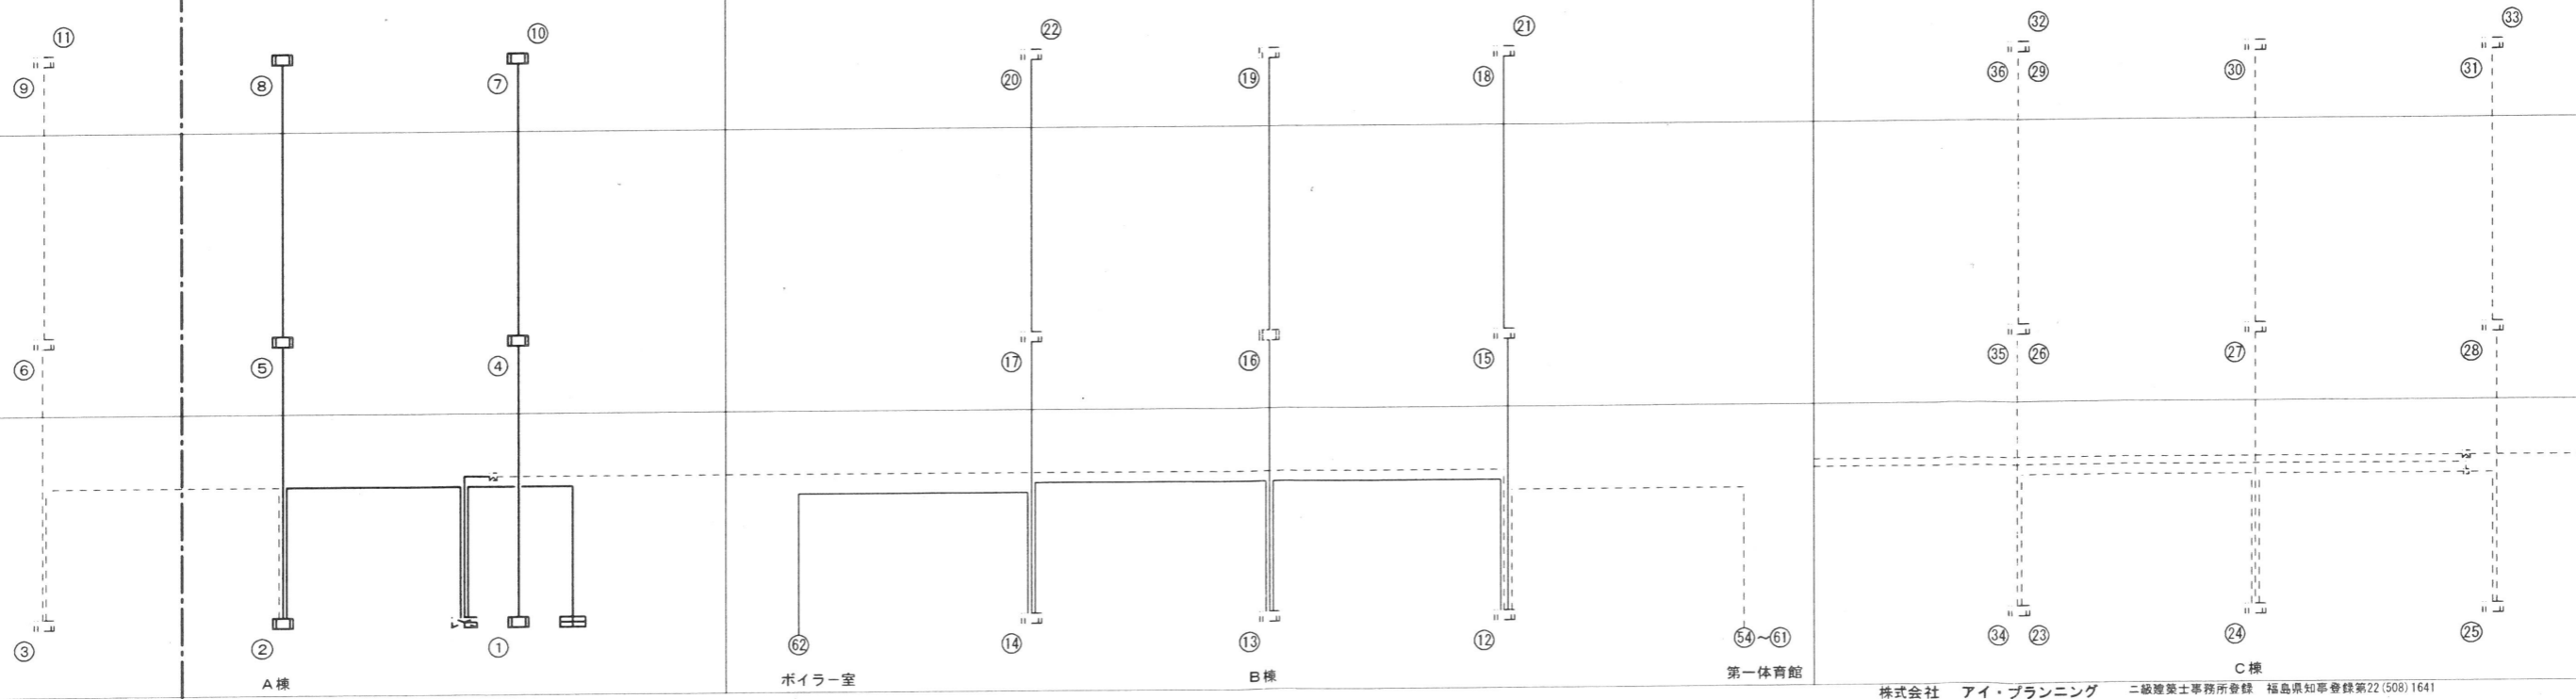 ⑪ ⑩ ㉒ ㉑ ㉜ ㉝
⑨ ⑧ ⑦ ⑳ ⑲ ⑱ ㊱ ㉙ ㉚ ㉛
⑥ ⑤ ④ ⑰ ⑯ ⑮ ㉟ ㉖ ㉗ ㉘
③ ② ① 62 ⑭ ⑬ ⑫ 54～61 ㉞ ㉓ ㉔ ㉕
A棟 ボイラー室 B棟 第一体育館 C棟
株式会社 アイ・プランニング 二級建築士事務所登録 福島県知事登録第22(508)1641